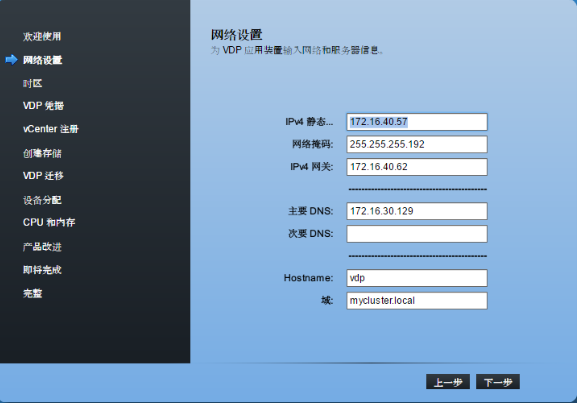 欢迎使用
网络设置
时区
VDP 凭据
vCenter 注册
创建存储
VDP 迁移
设备分配
CPU 和内存
产品改进
即将完成
完整
网络设置
为 VDP 应用装置输入网络和服务器信息。
IPv4 静态... 172.16.40.57
网络掩码: 255.255.255.192
IPv4 网关: 172.16.40.62
主要 DNS: 172.16.30.129
次要 DNS:
Hostname: vdp
域: mycluster.local
上一步 下一步